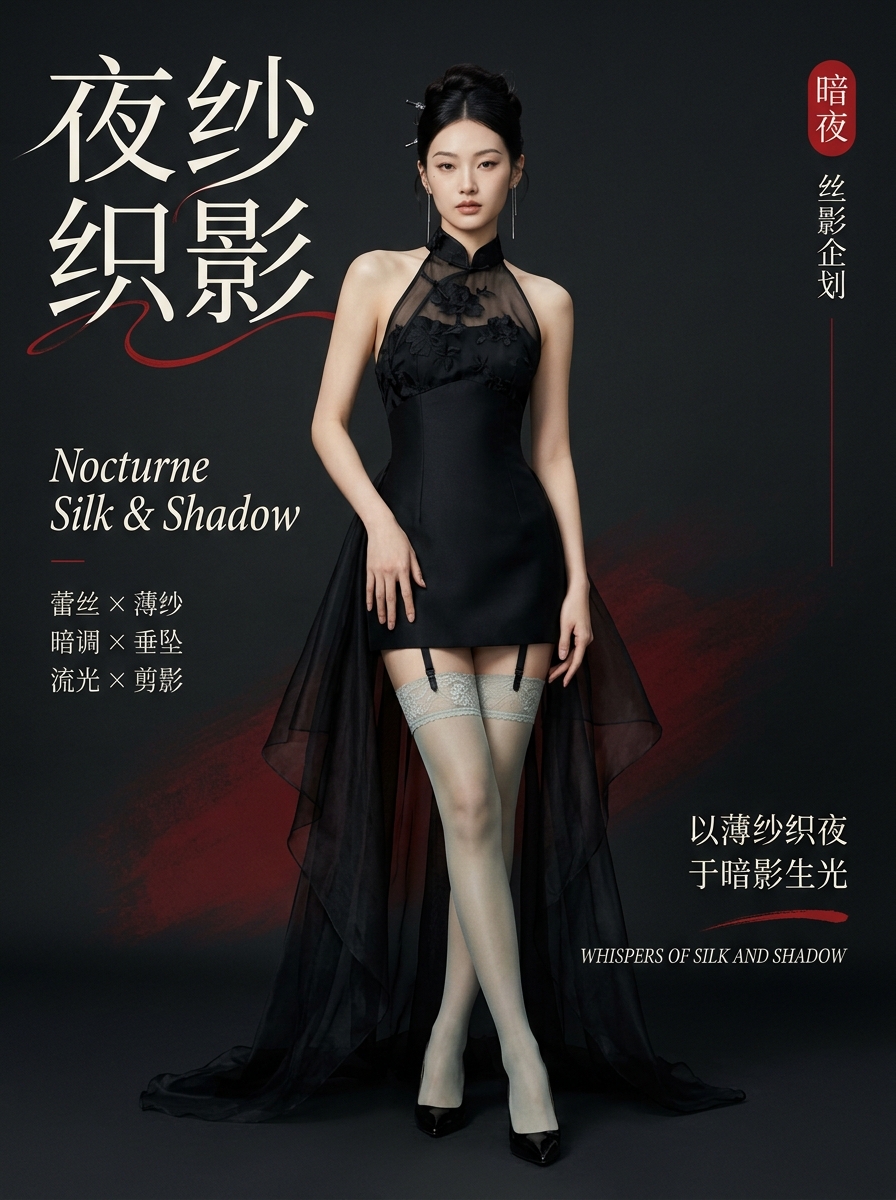 夜纱
织影
Nocturne
Silk & Shadow
蕾丝 × 薄纱
暗调 × 垂坠
流光 × 剪影
暗夜
丝影企划
以薄纱织夜
于暗影生光
WHISPERS OF SILK AND SHADOW